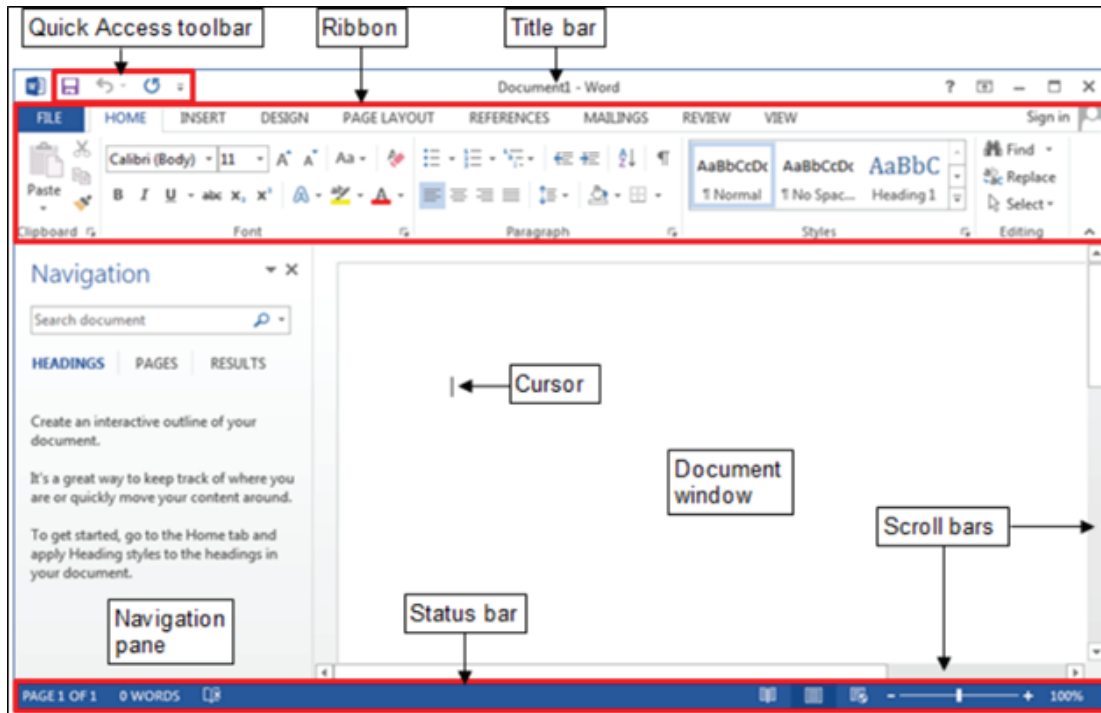 Quick Access toolbar
Ribbon
Title bar
Document1 - Word
?
FILE HOME INSERT DESIGN PAGE LAYOUT REFERENCES MAILINGS REVIEW VIEW Sign in
Calibri (Body) 11 A A Aa
AaBbCcDc AaBbCcDc AaBbC
Find
Replace
Select
Paste
B I U abc X₂ X² A A
¶ Normal ¶ No Spac... Heading 1
Clipboard Font Paragraph Styles Editing
Navigation
Search document
HEADINGS PAGES RESULTS
Create an interactive outline of your
document.
It's a great way to keep track of where you
are or quickly move your content around.
To get started, go to the Home tab and
apply Heading styles to the headings in
your document.
Navigation
pane
Cursor
Document
window
Scroll bars
Status bar
PAGE 1 OF 1 0 WORDS 100%